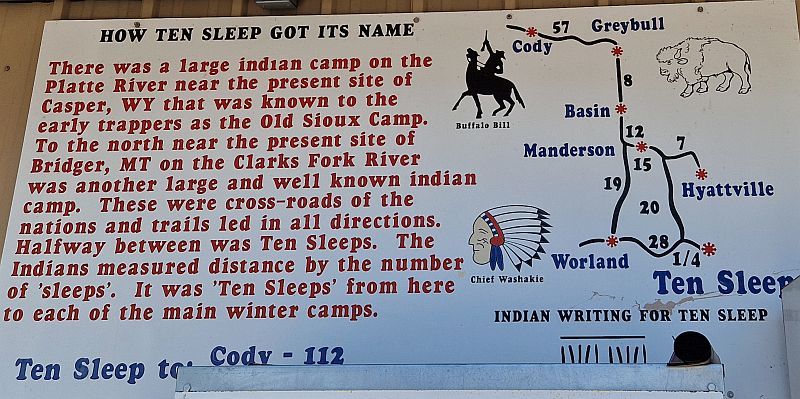 HOW TEN SLEEP GOT ITS NAME
There was a large indian camp on the
Platte River near the present site of
Casper, WY that was known to the
early trappers as the Old Sioux Camp.
To the north near the present site of
Bridger, MT on the Clarks Fork River
was another large and well known indian
camp. These were cross-roads of the
nations and trails led in all directions.
Halfway between was Ten Sleeps. The
Indians measured distance by the number
of 'sleeps'. It was 'Ten Sleeps' from here
to each of the main winter camps.
Ten Sleep to: Cody - 112
Buffalo Bill
Chief Washakie
Cody
57
Greybull
8
Basin
12
Manderson
15
7
Hyattville
19
20
Worland
28
1/4
Ten Sleep
INDIAN WRITING FOR TEN SLEEP